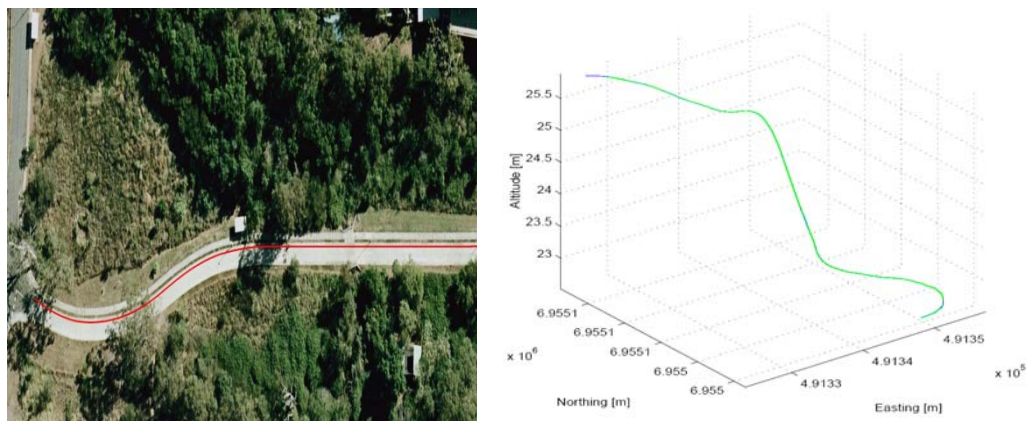 25.5
25
24.5
24
23.5
23
Altitude [m]
6.9551
6.9551
6.9551
6.955
6.955
x 10^6
Northing [m]
4.9133
4.9134
4.9135
x 10^5
Easting [m]